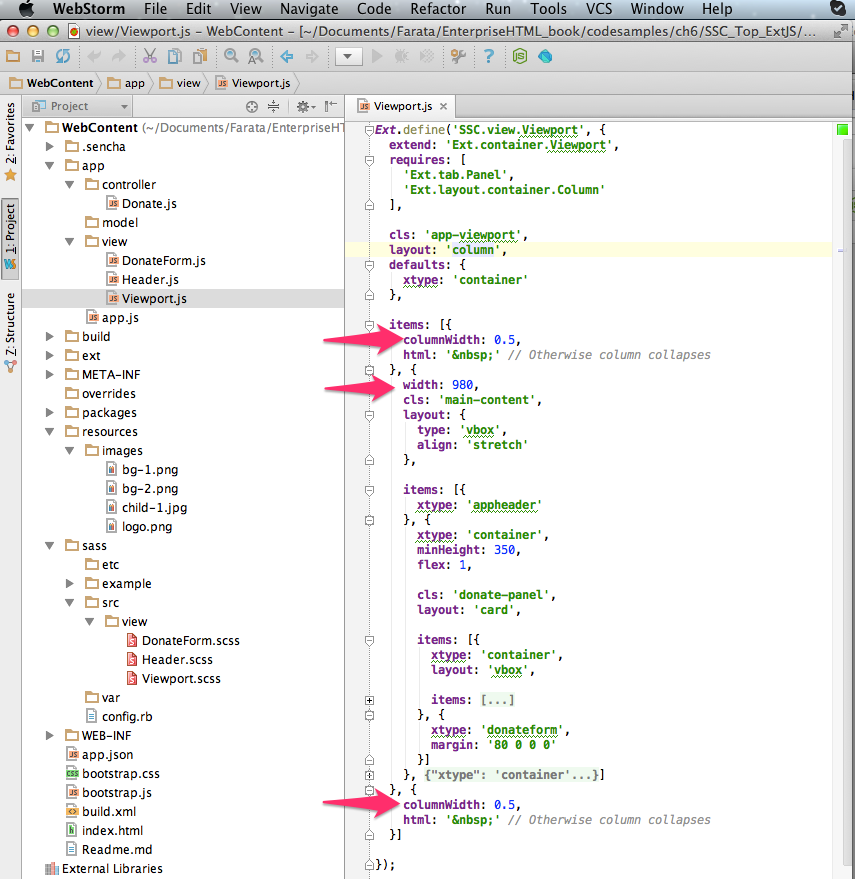 WebStorm File Edit View Navigate Code Refactor Run Tools VCS Window Help
view/Viewport.js – WebContent – [~/Documents/Farata/EnterpriseHTML_book/codesamples/ch6/SSC_Top_ExtJS/...
WebContent app view Viewport.js
Project
Viewport.js ×
2: Favorites
1: Project
Z: Structure
WebContent (~/Documents/Farata/EnterpriseHT
.sencha
app
controller
Donate.js
model
view
DonateForm.js
Header.js
Viewport.js
app.js
build
ext
META-INF
overrides
packages
resources
images
bg-1.png
bg-2.png
child-1.jpg
logo.png
sass
etc
example
src
view
DonateForm.scss
Header.scss
Viewport.scss
var
config.rb
WEB-INF
app.json
bootstrap.css
bootstrap.js
build.xml
index.html
Readme.md
External Libraries
Ext.define('SSC.view.Viewport', {
extend: 'Ext.container.Viewport',
requires: [
'Ext.tab.Panel',
'Ext.layout.container.Column'
],
cls: 'app-viewport',
layout: 'column',
defaults: {
xtype: 'container'
},
items: [{
columnWidth: 0.5,
html: '&nbsp;' // Otherwise column collapses
}, {
width: 980,
cls: 'main-content',
layout: {
type: 'vbox',
align: 'stretch'
},
items: [{
xtype: 'appheader'
}, {
xtype: 'container',
minHeight: 350,
flex: 1,
cls: 'donate-panel',
layout: 'card',
items: [{
xtype: 'container',
layout: 'vbox',
items: [...]
}, {
xtype: 'donateform',
margin: '80 0 0 0'
}]
}, {"xtype": 'container'...}]
}, {
columnWidth: 0.5,
html: '&nbsp;' // Otherwise column collapses
}]
});